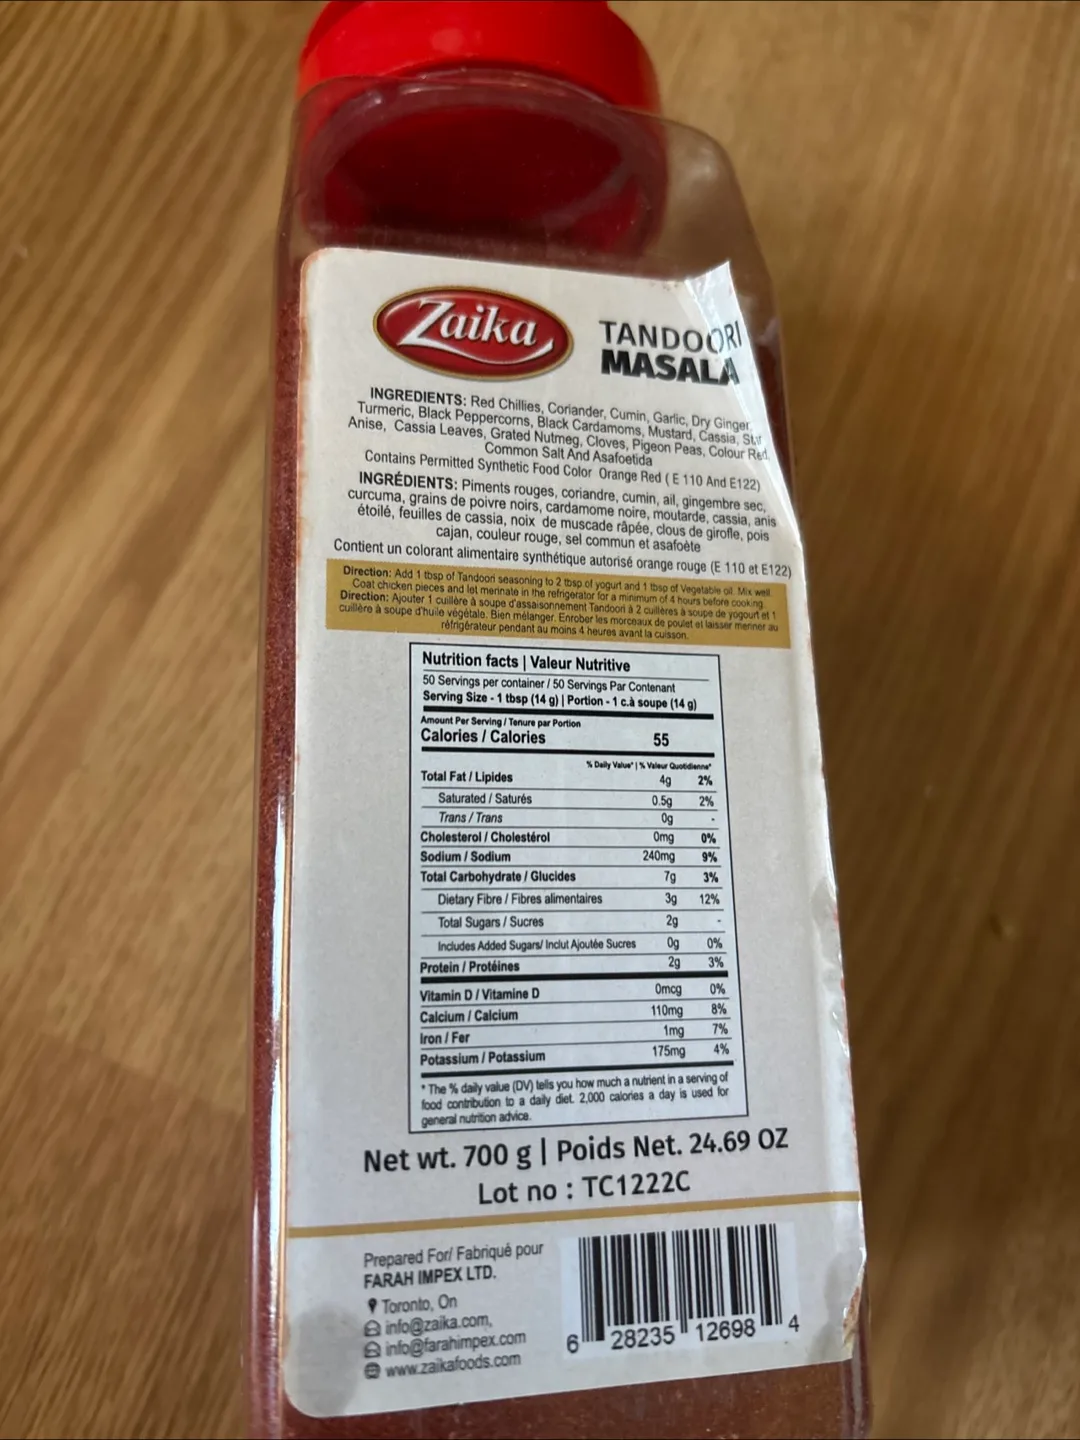 Zaika
TANDOORI
MASALA
INGREDIENTS: Red Chillies, Coriander, Cumin, Garlic, Dry Ginger,
Turmeric, Black Peppercorns, Black Cardamoms, Mustard, Cassia, Star
Anise, Cassia Leaves, Grated Nutmeg, Cloves, Pigeon Peas, Colour Red,
Common Salt And Asafoetida
Contains Permitted Synthetic Food Color Orange Red ( E 110 And E122)
INGRÉDIENTS: Piments rouges, coriandre, cumin, ail, gingembre sec,
curcuma, grains de poivre noirs, cardamome noire, moutarde, cassia, anis
étoilé, feuilles de cassia, noix de muscade râpée, clous de girofle, pois
cajan, couleur rouge, sel commun et asafoète
Contient un colorant alimentaire synthétique autorisé orange rouge (E 110 et E122)
Direction: Add 1 tbsp of Tandoori seasoning to 2 tbsp of yogurt and 1 tbsp of Vegetable oil. Mix well.
Coat chicken pieces and let merinate in the refrigerator for a minimum of 4 hours before cooking.
Direction: Ajouter 1 cuillère à soupe d'assaisonnement Tandoori à 2 cuillères à soupe de yogourt et 1
cuillère à soupe d'huile végétale. Bien mélanger. Enrober les morceaux de poulet et laisser meriner au
réfrigérateur pendant au moins 4 heures avant la cuisson.
Nutrition facts | Valeur Nutritive
50 Servings per container / 50 Servings Par Contenant
Serving Size - 1 tbsp (14 g) | Portion - 1 c.à soupe (14 g)
Amount Per Serving / Tenure par Portion
Calories / Calories 55
% Daily Value* | % Valeur Quotidienne*
Total Fat / Lipides 4g 2%
Saturated / Saturés 0.5g 2%
Trans / Trans 0g -
Cholesterol / Cholestérol 0mg 0%
Sodium / Sodium 240mg 9%
Total Carbohydrate / Glucides 7g 3%
Dietary Fibre / Fibres alimentaires 3g 12%
Total Sugars / Sucres 2g -
Includes Added Sugars/ Inclut Ajoutée Sucres 0g 0%
Protein / Protéines 2g 3%
Vitamin D / Vitamine D 0mcg 0%
Calcium / Calcium 110mg 8%
Iron / Fer 1mg 7%
Potassium / Potassium 175mg 4%
* The % daily value (DV) tells you how much a nutrient in a serving of
food contribution to a daily diet. 2,000 calories a day is used for
general nutrition advice.
Net wt. 700 g | Poids Net. 24.69 OZ
Lot no : TC1222C
Prepared For/ Fabriqué pour
FARAH IMPEX LTD.
Toronto, On
info@zaika.com,
info@farahimpex.com
www.zaikafoods.com
6 28235 12698 4